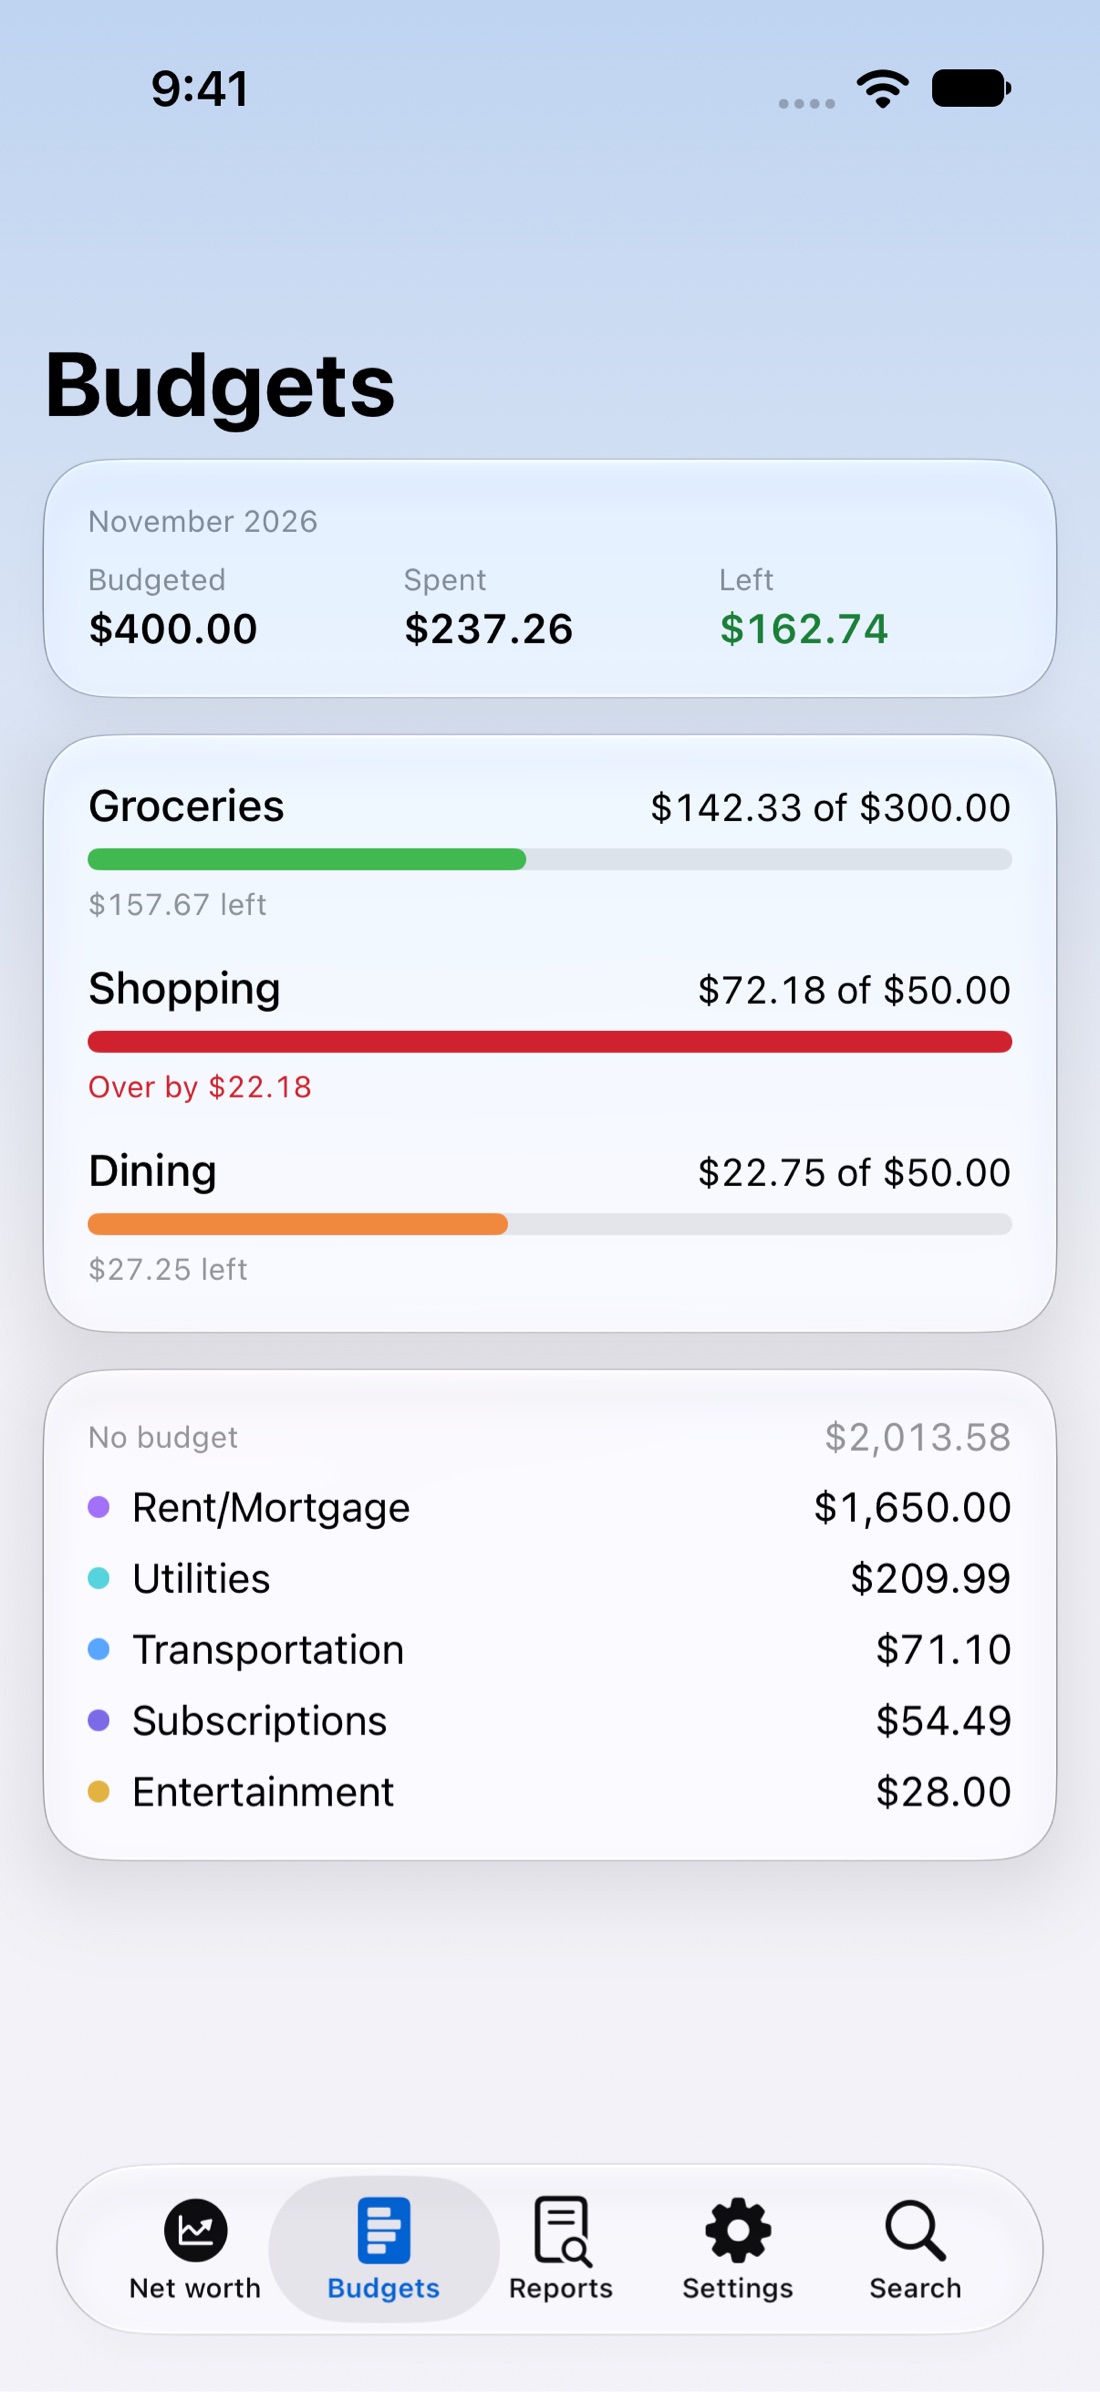 9:41
Budgets
November 2026
Budgeted Spent Left
$400.00 $237.26 $162.74
Groceries $142.33 of $300.00
$157.67 left
Shopping $72.18 of $50.00
Over by $22.18
Dining $22.75 of $50.00
$27.25 left
No budget $2,013.58
Rent/Mortgage $1,650.00
Utilities $209.99
Transportation $71.10
Subscriptions $54.49
Entertainment $28.00
Net worth Budgets Reports Settings Search